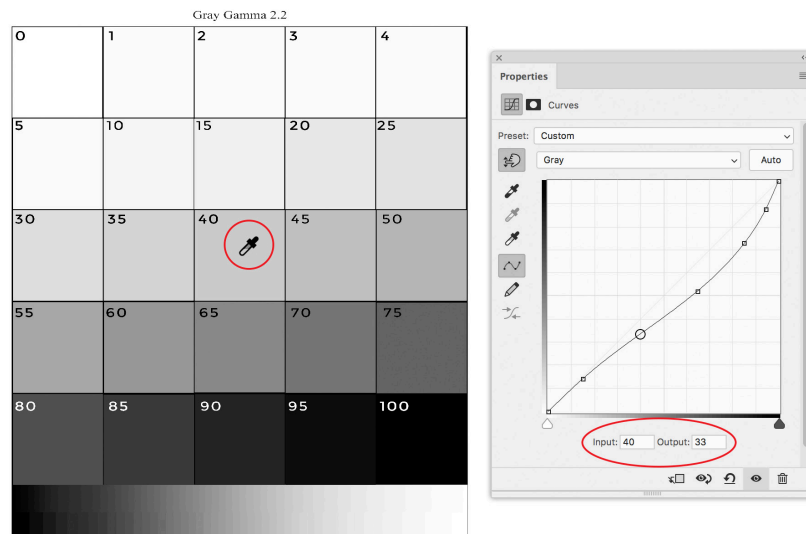 Gray Gamma 2.2
0 1 2 3 4
5 10 15 20 25
30 35 40 45 50
55 60 65 70 75
80 85 90 95 100
Properties
Curves
Preset: Custom
Gray Auto
Input: 40 Output: 33